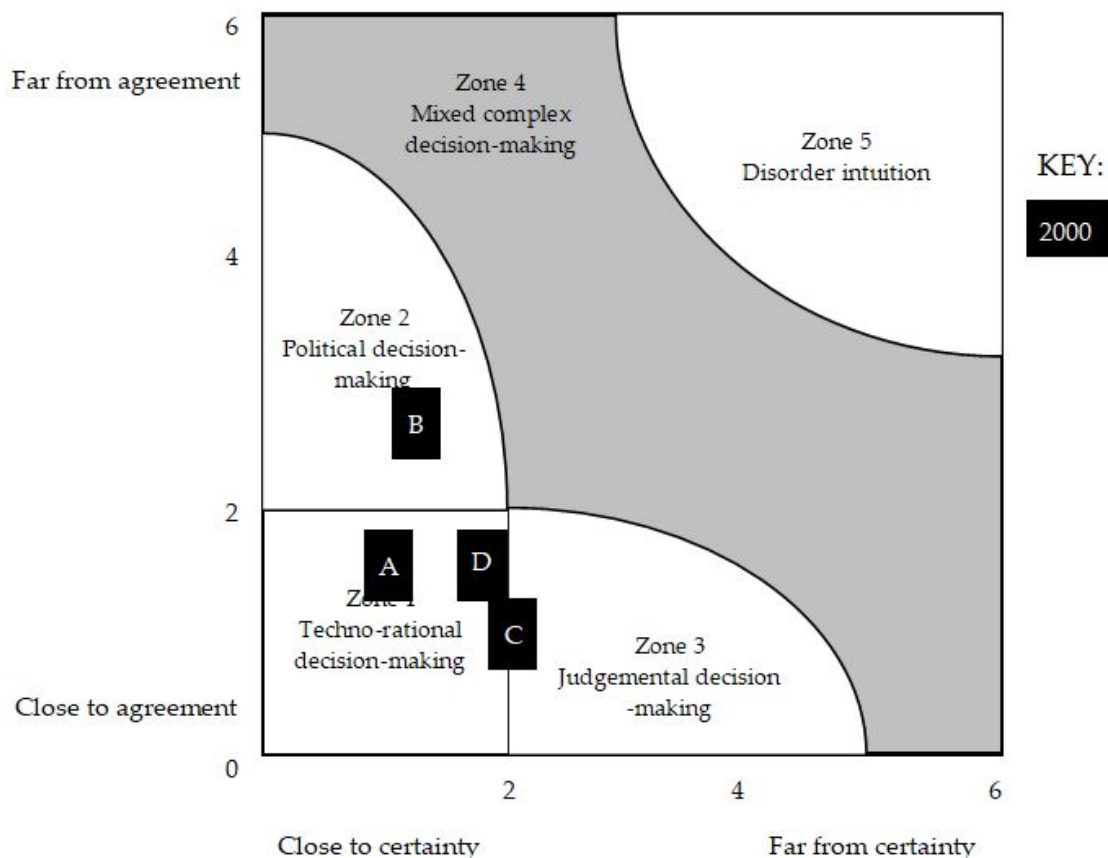 6
Far from agreement
Zone 4
Mixed complex
decision-making
Zone 5
Disorder intuition
KEY:
2000
4
Zone 2
Political decision-
making
B
2
A
D
Zone 1
Techno-rational
decision-making
C
Zone 3
Judgemental decision
-making
Close to agreement
0
2
4
6
Close to certainty
Far from certainty